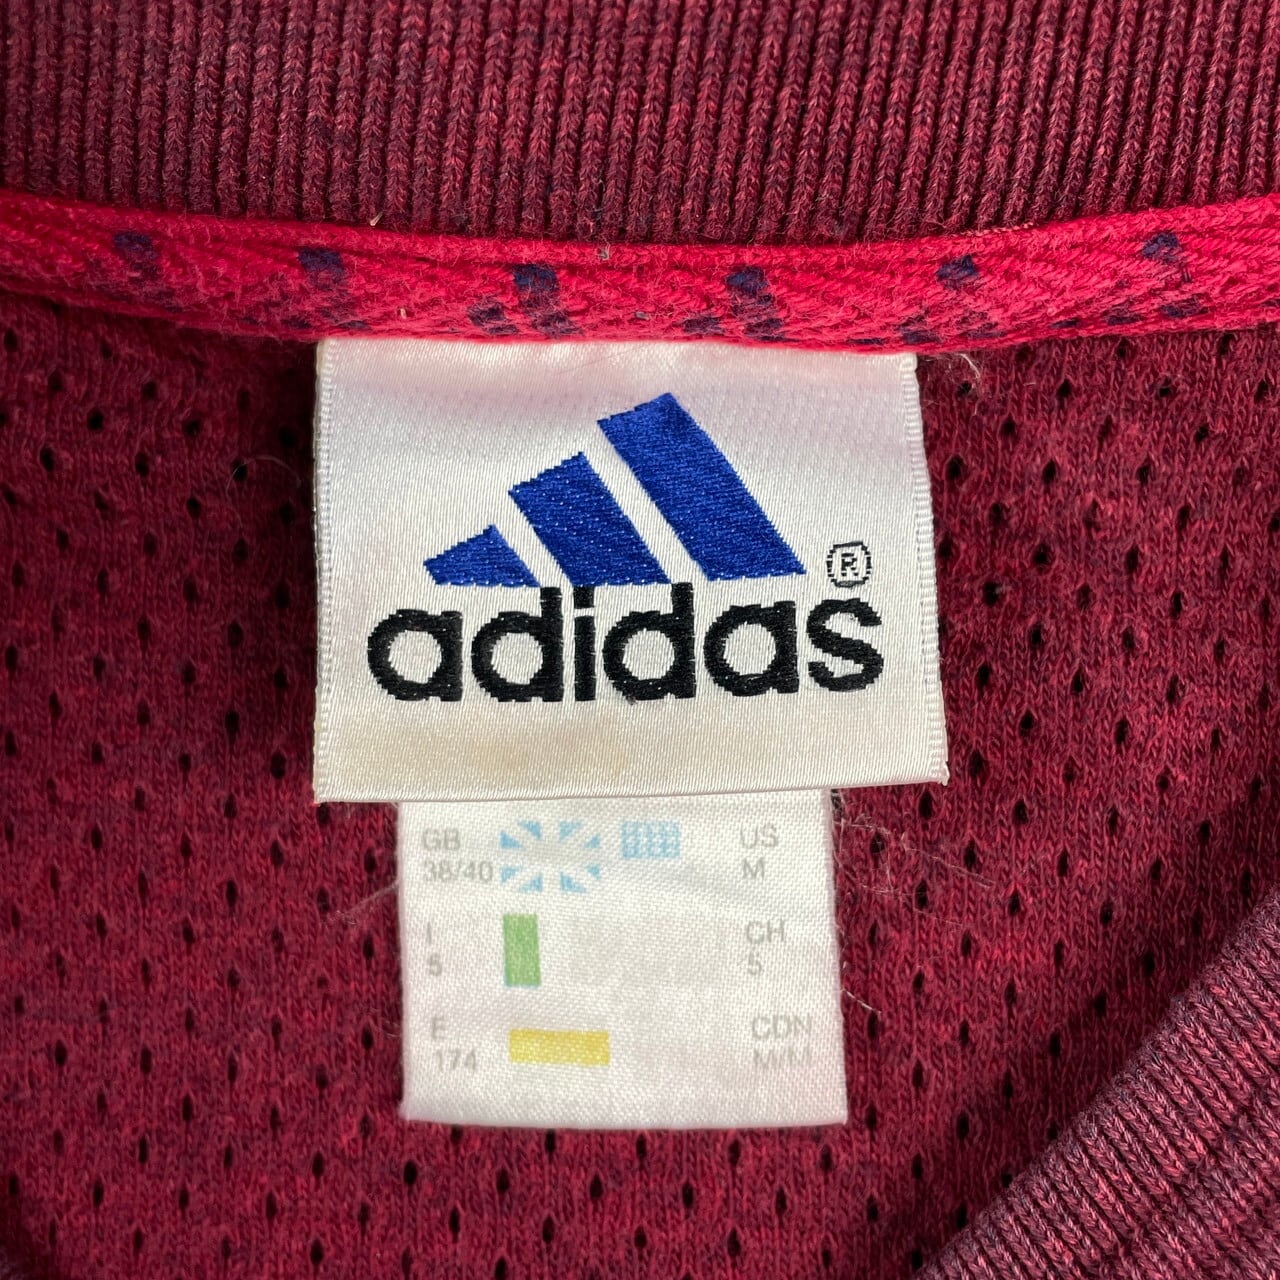 adidas ®
GB US
38/40 M
I CH
5 5
E CDN
174 M/M